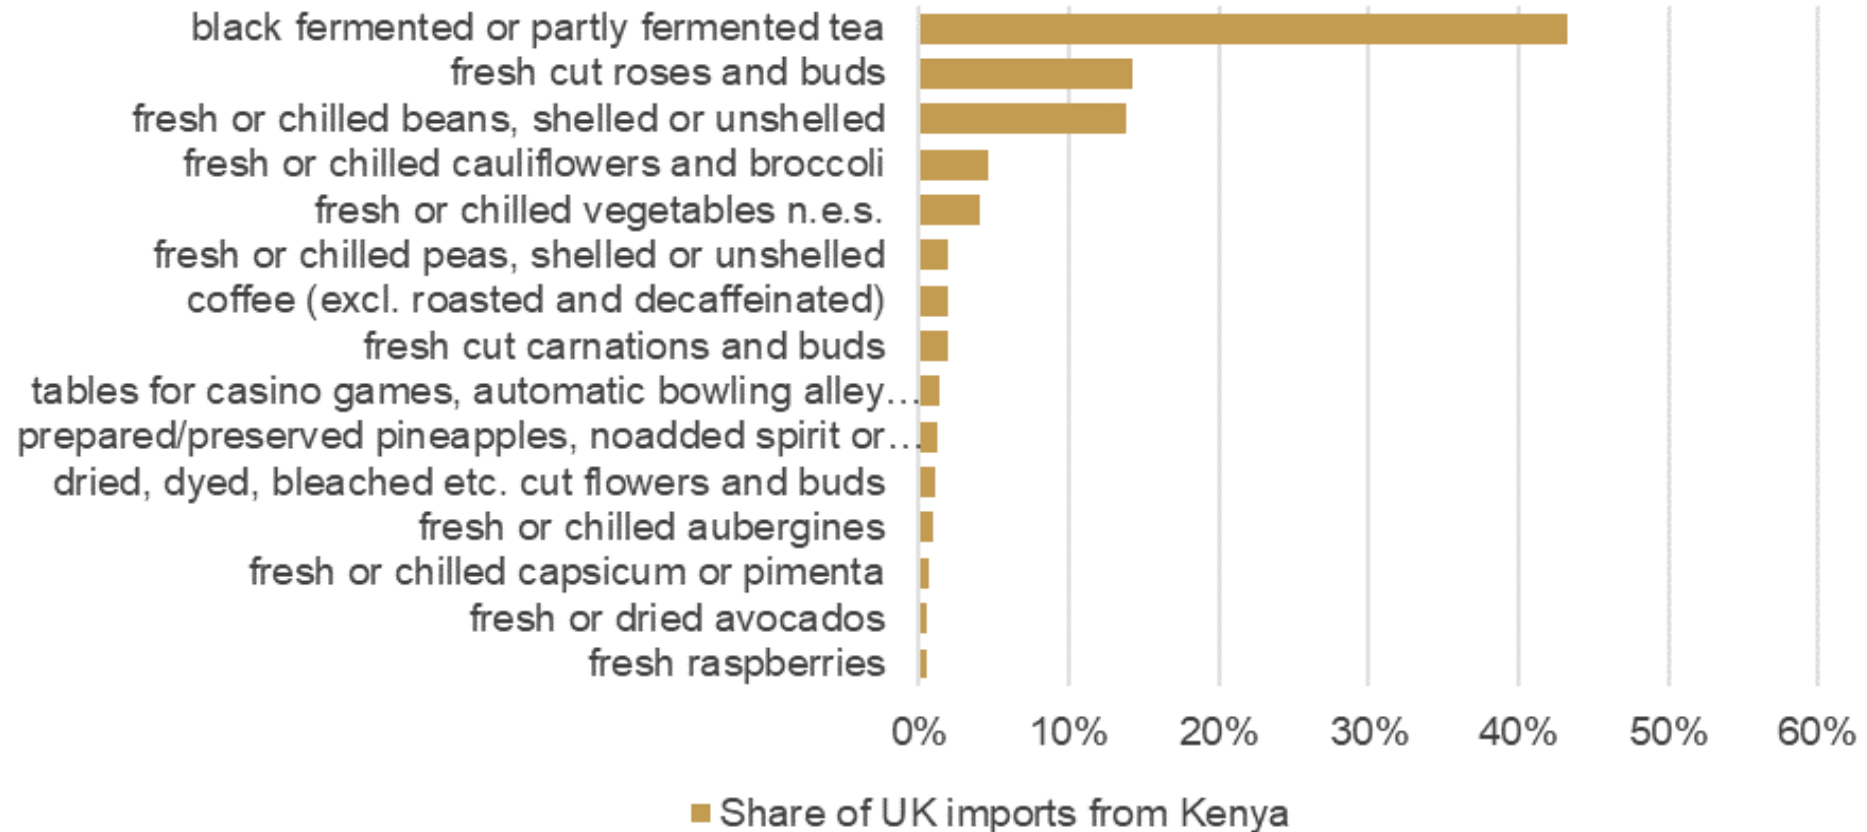 black fermented or partly fermented tea
fresh cut roses and buds
fresh or chilled beans, shelled or unshelled
fresh or chilled cauliflowers and broccoli
fresh or chilled vegetables n.e.s.
fresh or chilled peas, shelled or unshelled
coffee (excl. roasted and decaffeinated)
fresh cut carnations and buds
tables for casino games, automatic bowling alley...
prepared/preserved pineapples, noadded spirit or...
dried, dyed, bleached etc. cut flowers and buds
fresh or chilled aubergines
fresh or chilled capsicum or pimenta
fresh or dried avocados
fresh raspberries
0% 10% 20% 30% 40% 50% 60%
Share of UK imports from Kenya